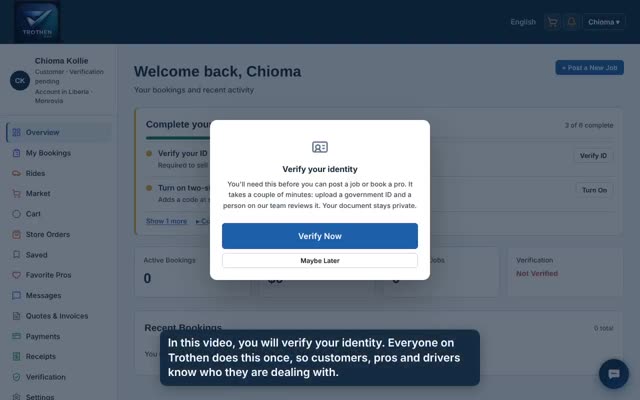 TROTHEN
English
Chioma
Chioma Kollie
CK
Customer · Verification
pending
Account in Liberia ·
Monrovia
Overview
My Bookings
Rides
Market
Cart
Store Orders
Saved
Favorite Pros
Messages
Quotes & Invoices
Payments
Receipts
Verification
Settings
Welcome back, Chioma
Your bookings and recent activity
+ Post a New Job
Complete your
complete
Verify your ID
Required to sell
Verify ID
Turn on
Adds a code at
Turn On
Show 1 more
Verify your identity
You'll need this before you can post a job or book a pro. It
takes a couple of minutes: upload a government ID and a
person on our team reviews it. Your document stays private.
Verify Now
Maybe Later
Active Bookings
0
Jobs
Verification
Not Verified
Recent Bookings
0 total
In this video, you will verify your identity. Everyone on
Trothen does this once, so customers, pros and drivers
know who they are dealing with.